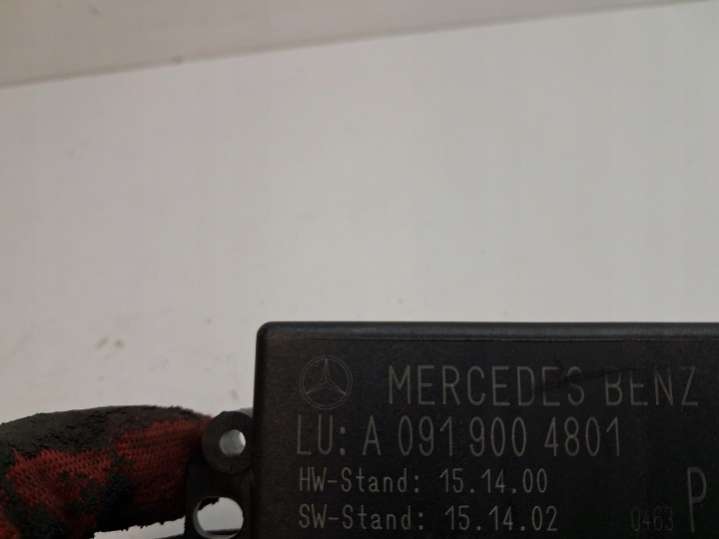 MERCEDES BENZ
LU: A 091 900 4801
HW-Stand: 15.14.00
SW-Stand: 15.14.02 0463 P